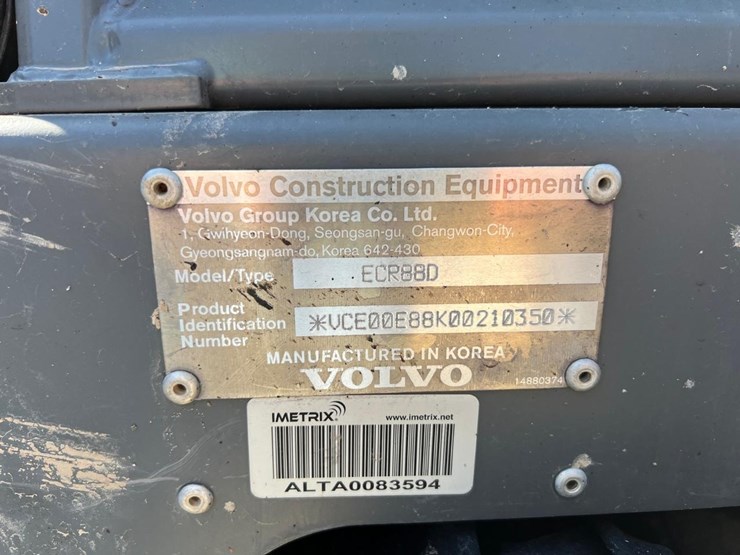 Volvo Construction Equipment
Volvo Group Korea Co. Ltd.
1, Gwihyeon-Dong, Seongsan-gu, Changwon-City,
Gyeongsangnam-do, Korea 642-430
Model/Type ECR88D
Product
Identification
Number
*VCE00E88K00210350*
MANUFACTURED IN KOREA
VOLVO
14880374
IMETRIX www.imetrix.net
ALTA0083594